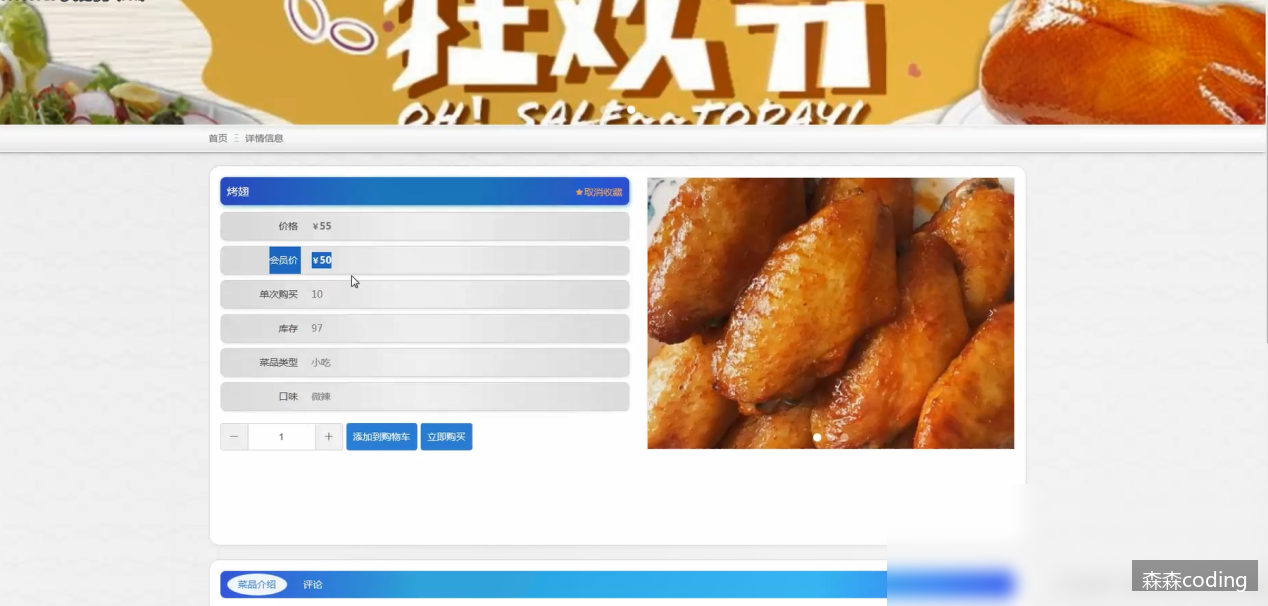 狂欢节
OH! SALE~~TODAY!
首页
详情信息
烤翅
★取消收藏
价格 ¥55
会员价 ¥50
单次购买 10
库存 97
菜品类型 小吃
口味 微辣
− 1 + 添加到购物车 立即购买
菜品介绍 评论
森森coding